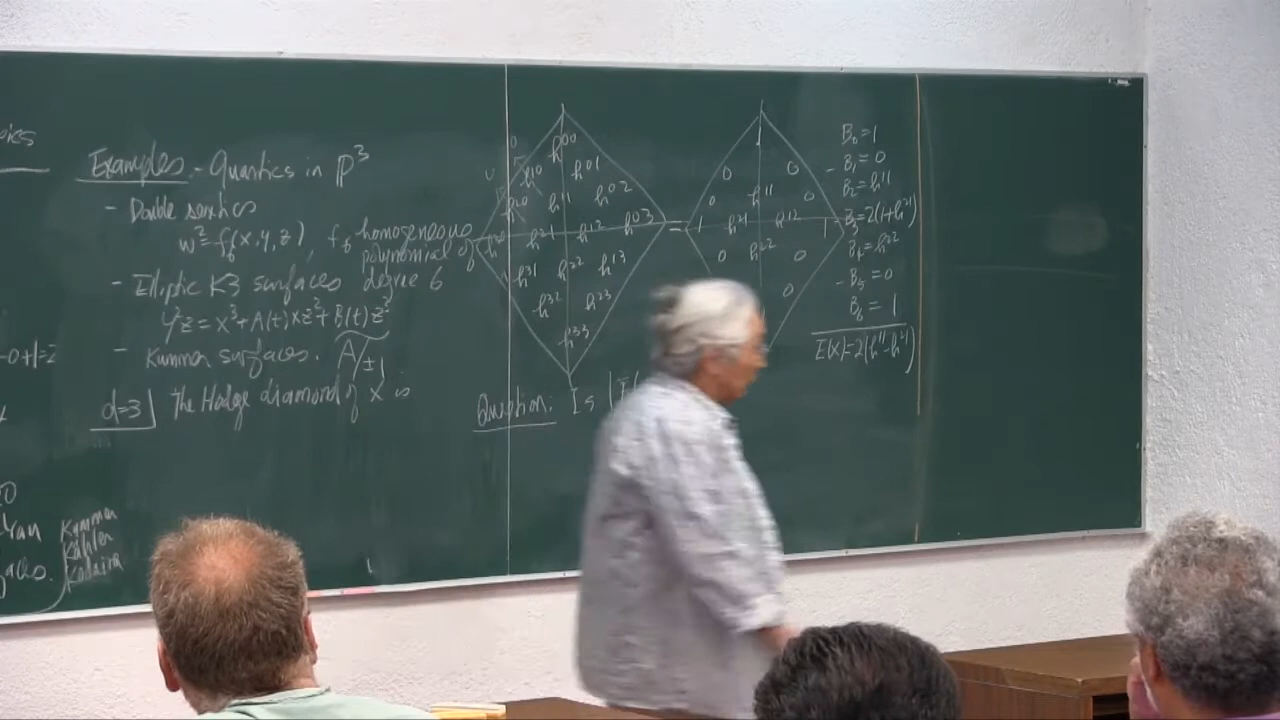 Examples - Quantics in P³
- Double sextics
w² = f₆(x,y,z), f₆ homogeneous
polynomial of
degree 6
- Elliptic K3 surfaces
y²z = x³+A(t)xz²+B(t)z³
- Kummer surfaces. A/±1
d=3 The Hodge diamond of X is
Kummer
Kähler
Kodaira
-0+1=2
h⁰⁰
h¹⁰ h⁰¹
h²⁰ h¹¹ h⁰²
h²¹ h¹² h⁰³
h³¹ h²² h¹³
h³² h²³
h³³
=
0 0
0 h¹¹ 0
1 h²¹ h¹² 1
0 h²² 0
0
B₀ = 1
- B₁ = 0
B₂ = h¹¹
B₃ = 2(1+h²¹)
B₄ = h²²
- B₅ = 0
B₆ = 1
E(X) = 2(h¹¹-h²¹)
Question: Is